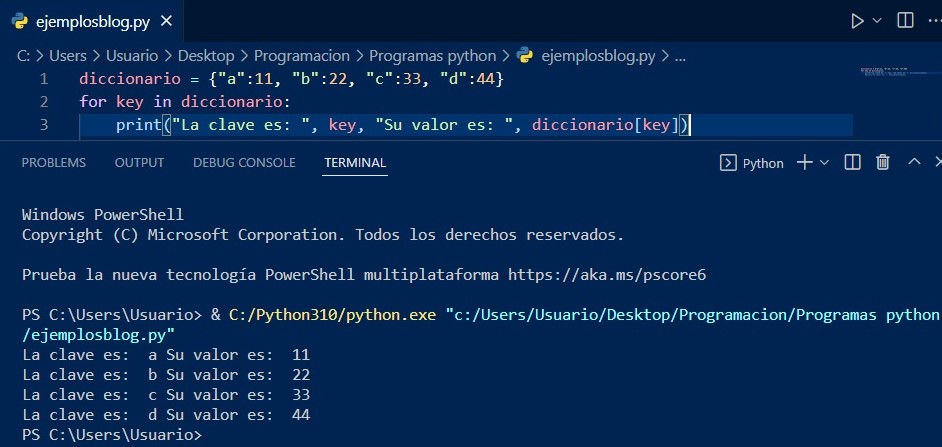 ejemplosblog.py
C: > Users > Usuario > Desktop > Programacion > Programas python > ejemplosblog.py > ...
1 diccionario = {"a":11, "b":22, "c":33, "d":44}
2 for key in diccionario:
3     print("La clave es: ", key, "Su valor es: ", diccionario[key])
PROBLEMS OUTPUT DEBUG CONSOLE TERMINAL Python
Windows PowerShell
Copyright (C) Microsoft Corporation. Todos los derechos reservados.
Prueba la nueva tecnología PowerShell multiplataforma https://aka.ms/pscore6
PS C:\Users\Usuario> & C:/Python310/python.exe "c:/Users/Usuario/Desktop/Programacion/Programas python
/ejemplosblog.py"
La clave es:  a Su valor es:  11
La clave es:  b Su valor es:  22
La clave es:  c Su valor es:  33
La clave es:  d Su valor es:  44
PS C:\Users\Usuario>